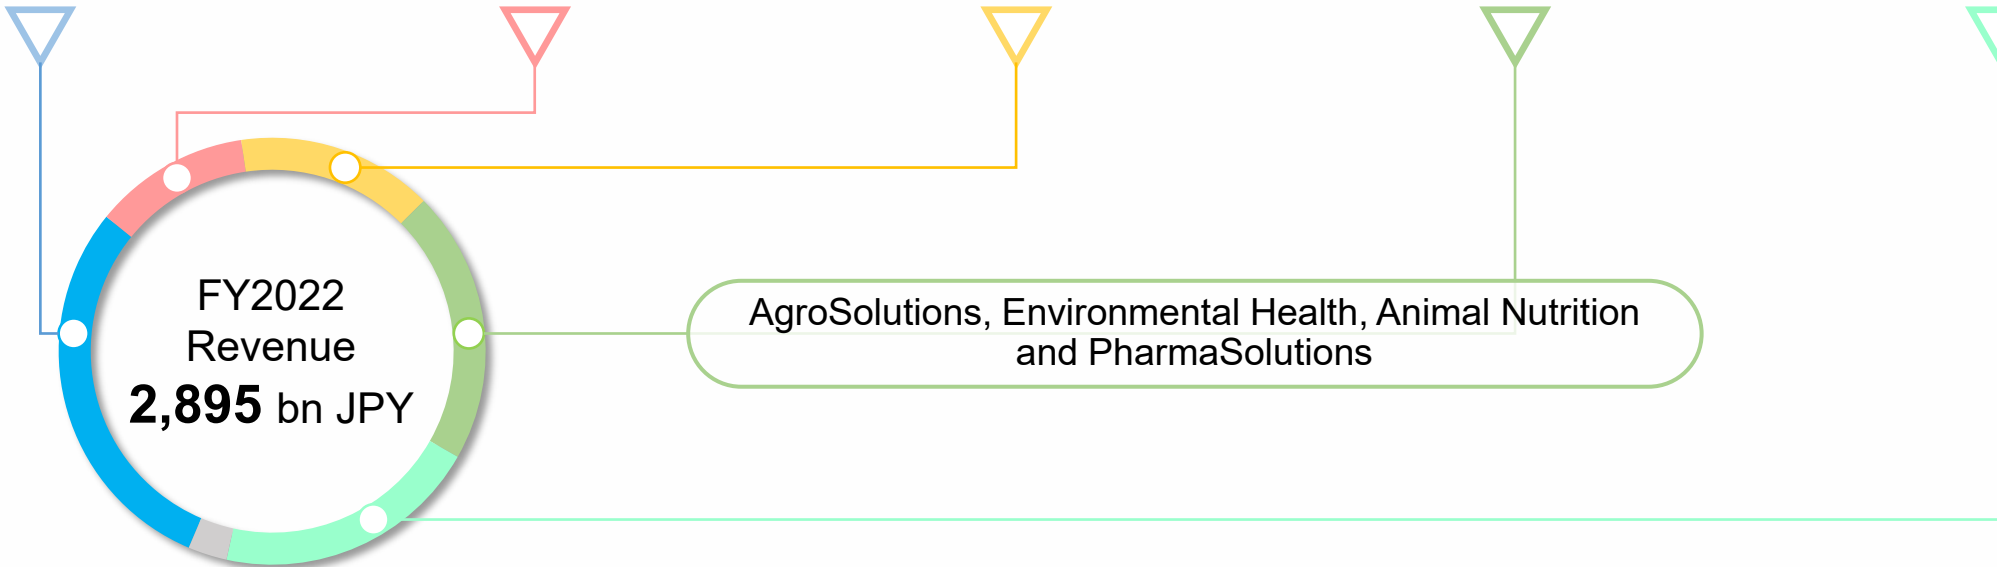 FY2022
Revenue
2,895 bn JPY
AgroSolutions, Environmental Health, Animal Nutrition
and PharmaSolutions